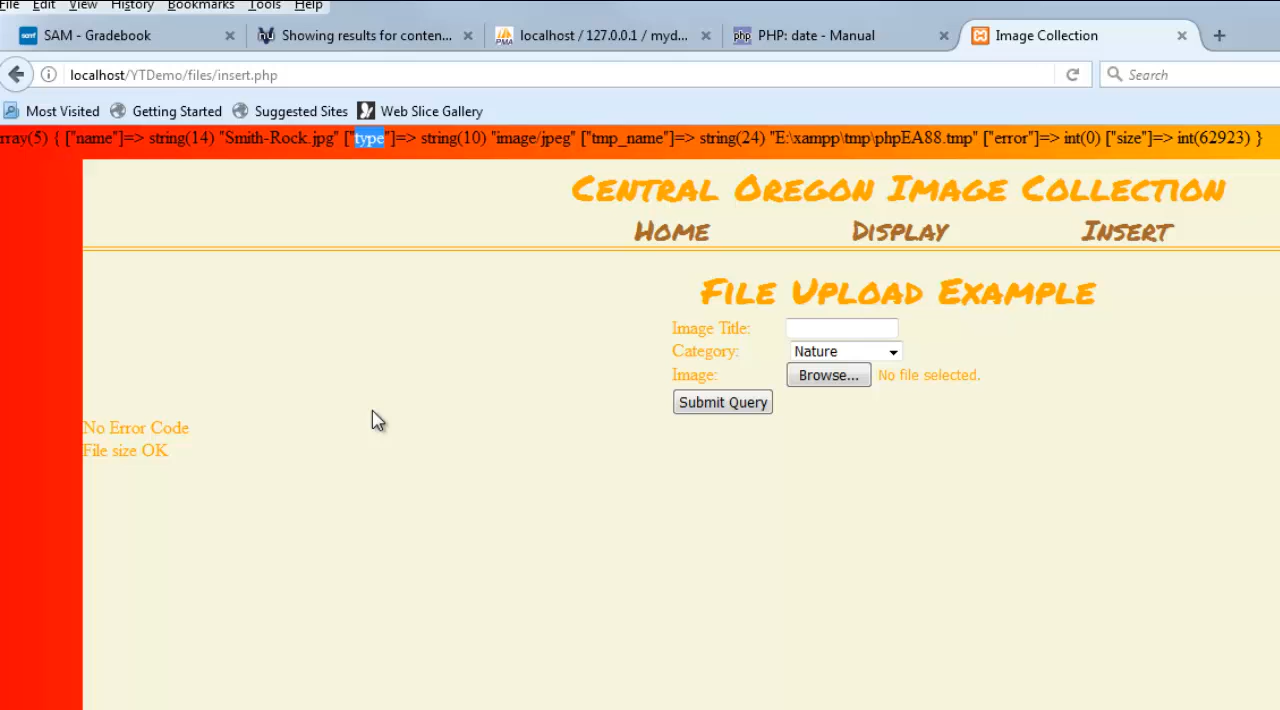 File Edit View History Bookmarks Tools Help
SAM - Gradebook
Showing results for conten...
localhost / 127.0.0.1 / myd...
PHP: date - Manual
Image Collection
localhost/YTDemo/files/insert.php
Search
Most Visited Getting Started Suggested Sites Web Slice Gallery
rray(5) { ["name"]=> string(14) "Smith-Rock.jpg" ["type"]=> string(10) "image/jpeg" ["tmp_name"]=> string(24) "E:\xampp\tmp\phpEA88.tmp" ["error"]=> int(0) ["size"]=> int(62923) }
Central Oregon Image Collection
Home Display Insert
File Upload Example
Image Title:
Category: Nature
Image: Browse... No file selected.
Submit Query
No Error Code
File size OK